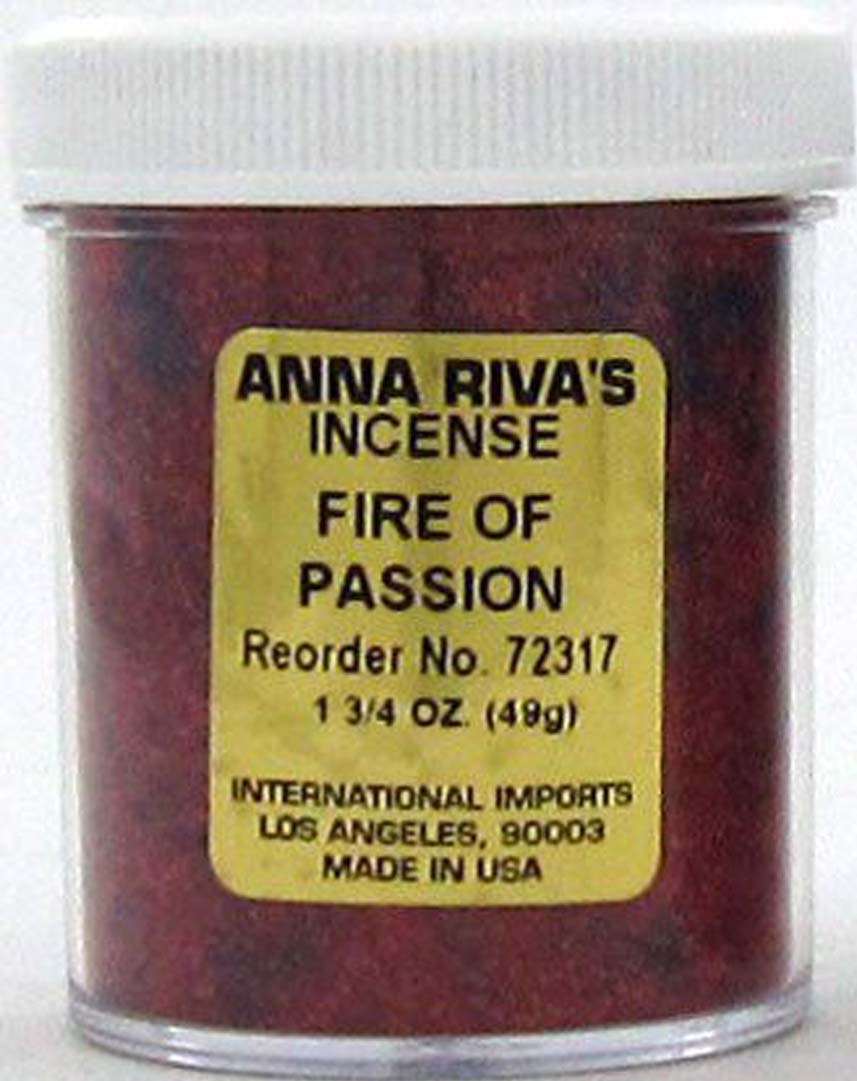 ANNA RIVA'S
INCENSE
FIRE OF
PASSION
Reorder No. 72317
1 3/4 OZ. (49g)
INTERNATIONAL IMPORTS
LOS ANGELES, 90003
MADE IN USA